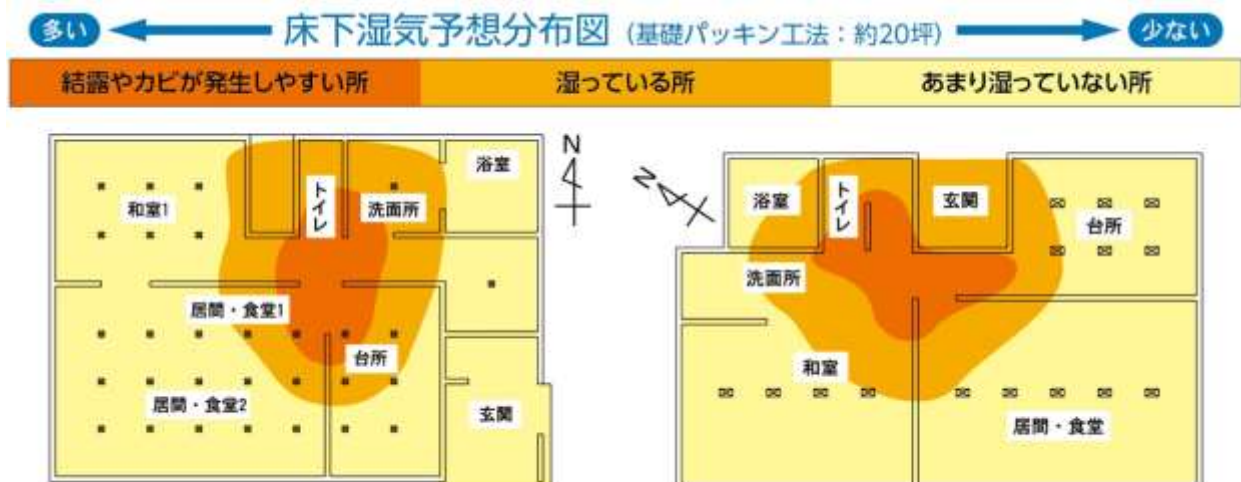 多い 床下湿気予想分布図 (基礎パッキン工法：約20坪) 少ない
結露やカビが発生しやすい所 湿っている所 あまり湿っていない所
和室1
トイレ
洗面所
浴室
居間・食堂1
台所
居間・食堂2
玄関
N
N
浴室
トイレ
玄関
台所
洗面所
和室
居間・食堂